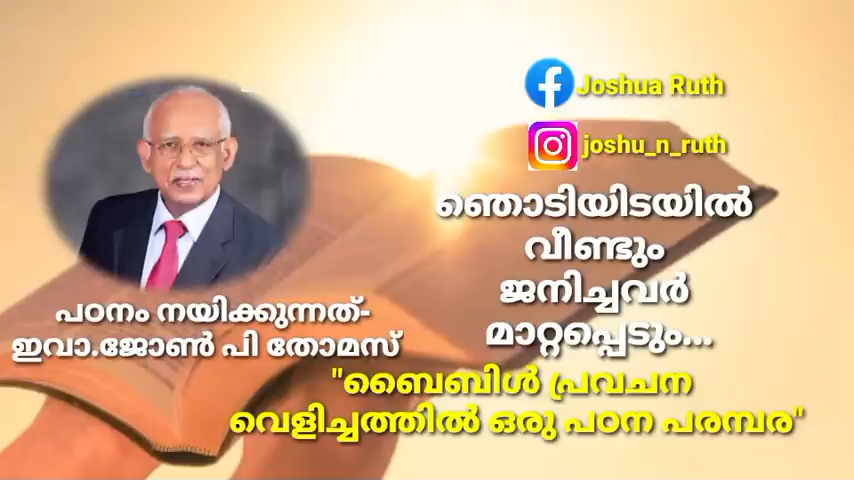 Joshua Ruth
joshu_n_ruth
ഞൊടിയിടയിൽ
വീണ്ടും
ജനിച്ചവർ
മാറ്റപ്പെടും...
പഠനം നയിക്കുന്നത്-
ഇവാ.ജോൺ പി തോമസ്
"ബൈബിൾ പ്രവചന
വെളിച്ചത്തിൽ ഒരു പഠന പരമ്പര"